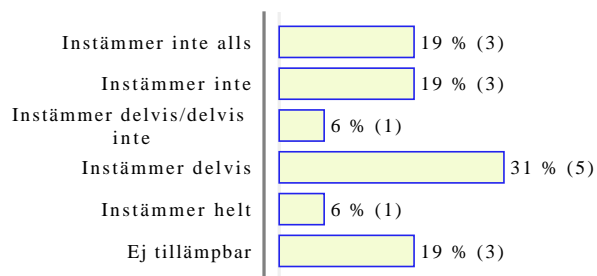 Instämmer inte alls 19 % (3)
Instämmer inte 19 % (3)
Instämmer delvis/delvis
inte 6 % (1)
Instämmer delvis 31 % (5)
Instämmer helt 6 % (1)
Ej tillämpbar 19 % (3)